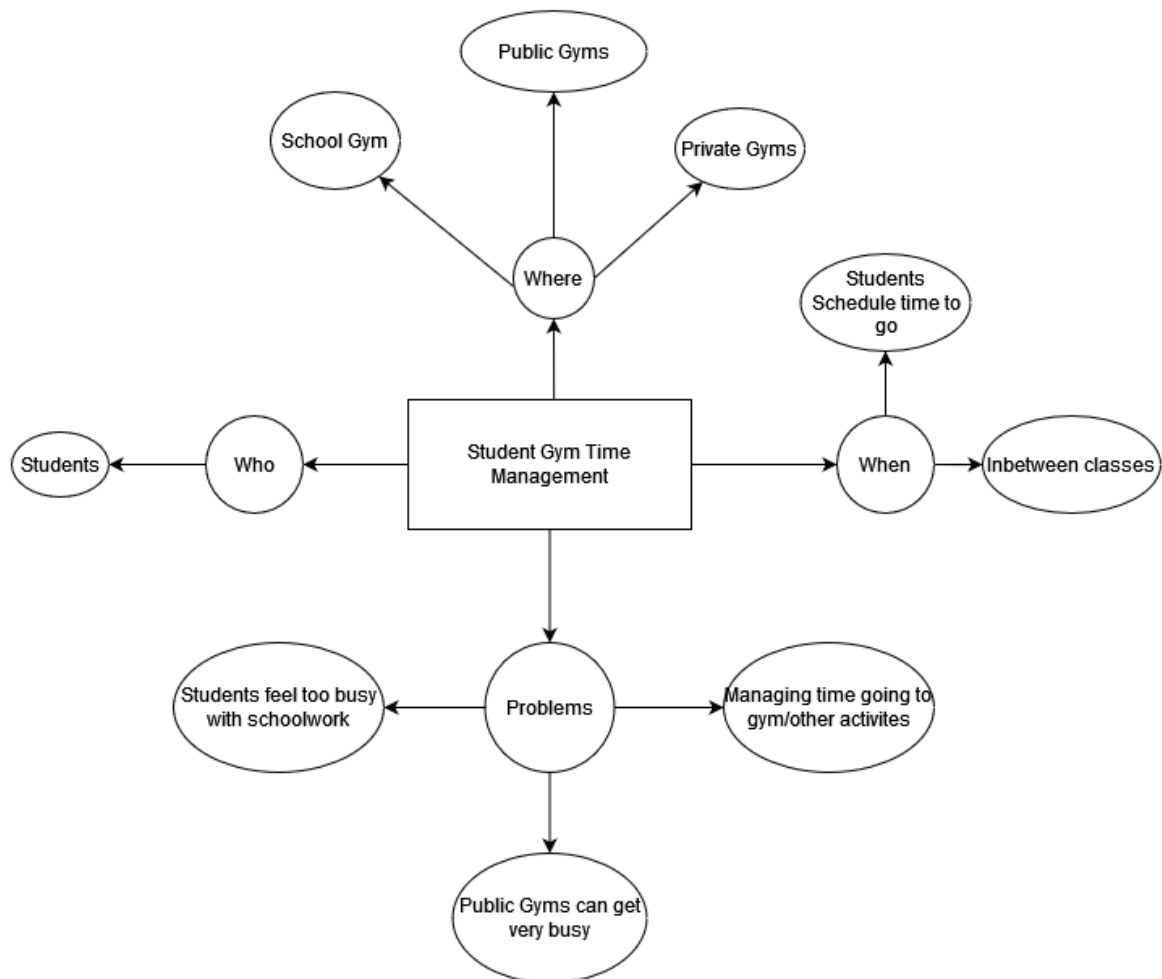 Public Gyms
School Gym
Private Gyms
Where
Students
Schedule time to
go
Students
Who
Student Gym Time
Management
When
Inbetween classes
Students feel too busy
with schoolwork
Problems
Managing time going to
gym/other activites
Public Gyms can get
very busy